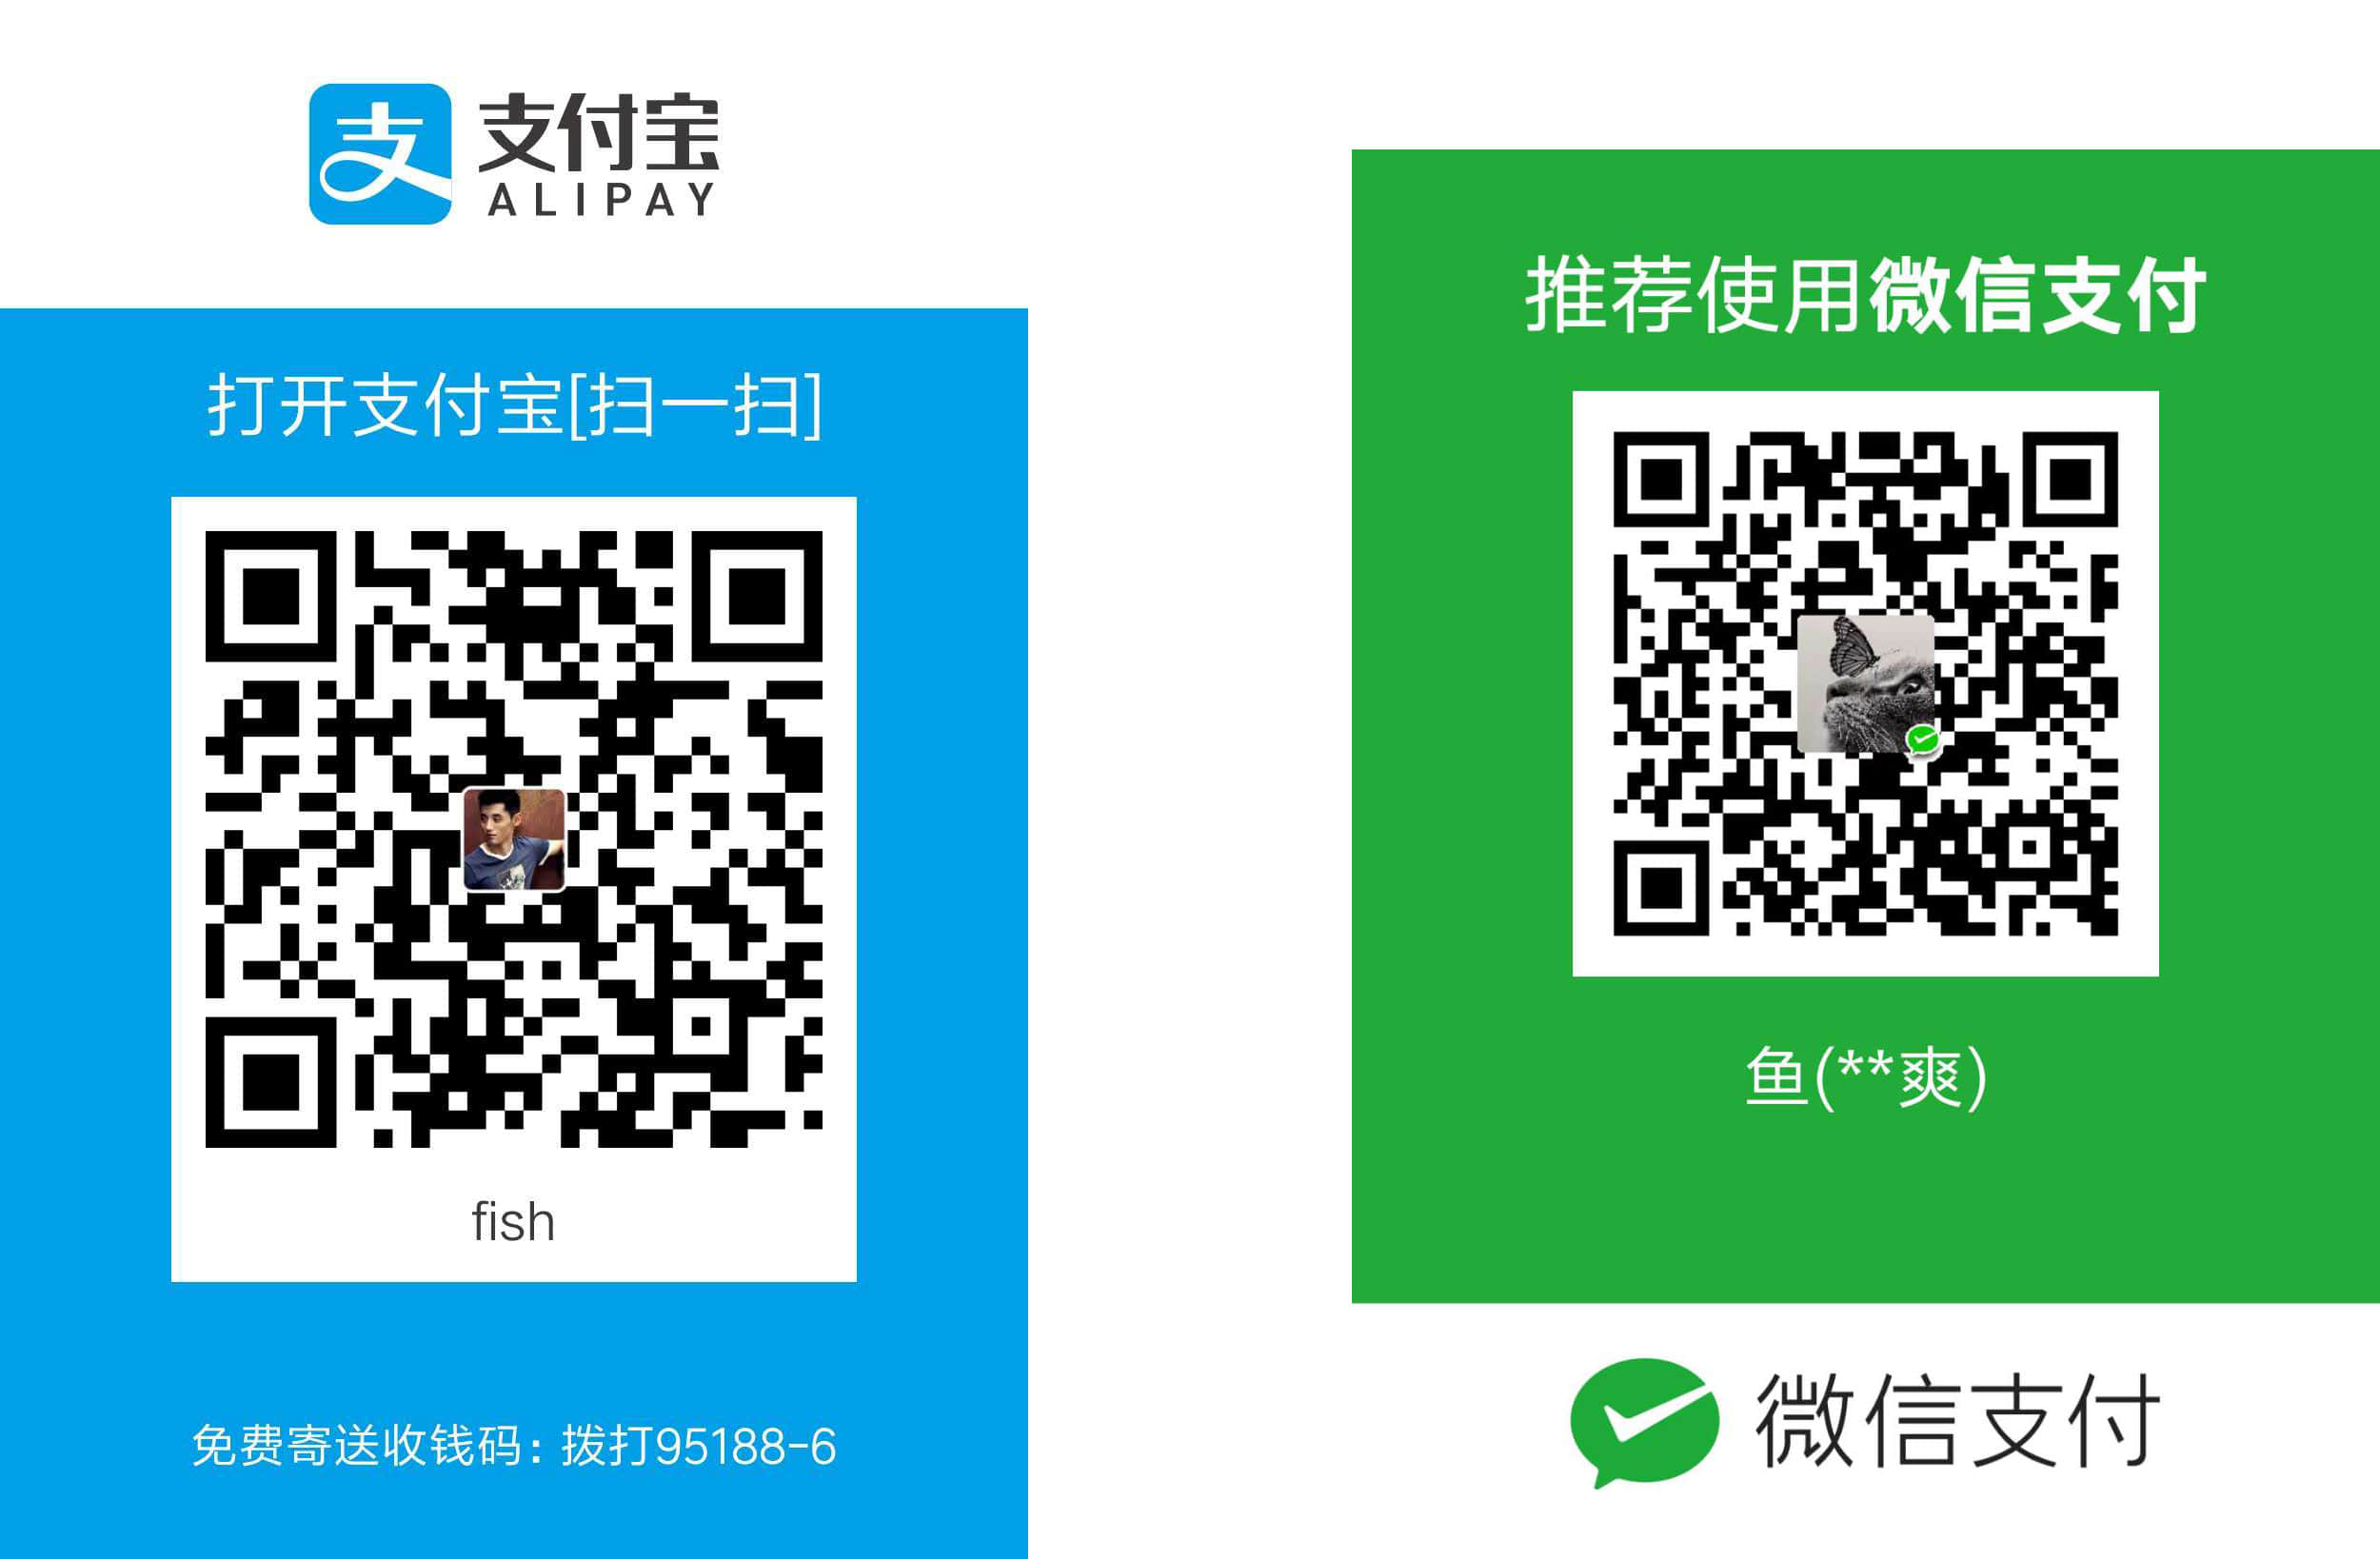 支付宝
ALIPAY
打开支付宝[扫一扫]
fish
免费寄送收钱码：拨打95188-6
推荐使用微信支付
鱼(**爽)
微信支付